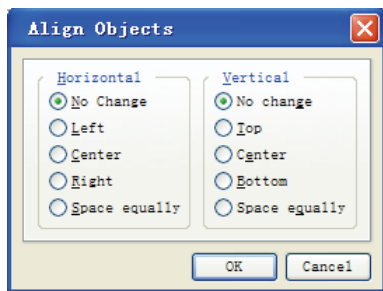 Align Objects
Horizontal
No Change
Left
Center
Right
Space equally
Vertical
No change
Top
Center
Bottom
Space equally
OK
Cancel